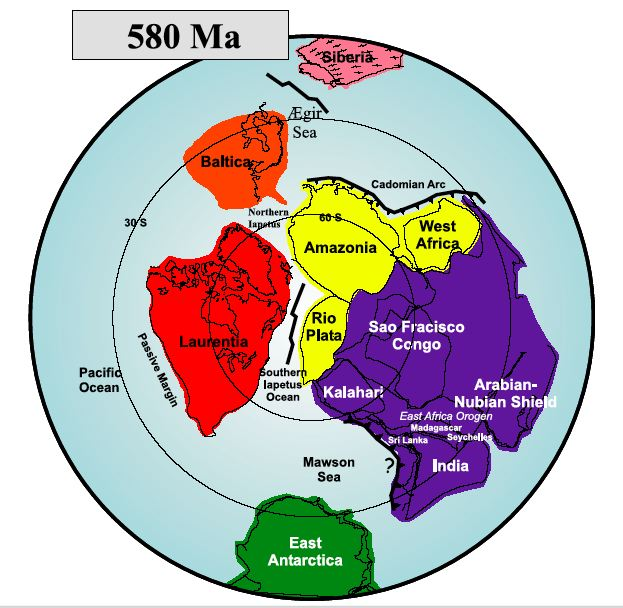 580 Ma
Siberia
Ægir
Sea
Baltica
Cadomian Arc
Northern
Iapetus
30 S
60 S
West
Africa
Amazonia
Rio
Plata
Sao Fracisco
Congo
Laurentia
Passive Margin
Pacific
Ocean
Southern
Iapetus
Ocean
Kalahari
Arabian-
Nubian Shield
East Africa Orogen
Madagascar
Sri Lanka
Seychelles
Mawson
Sea
?
India
East
Antarctica